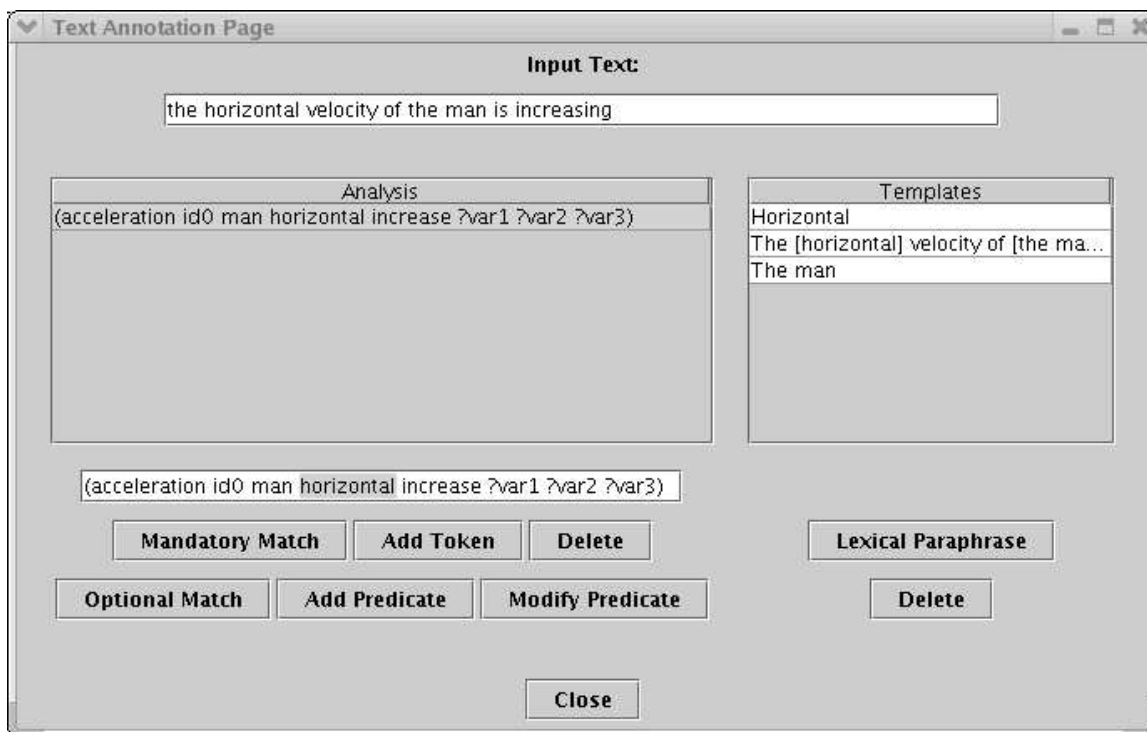 Text Annotation Page
Input Text:
the horizontal velocity of the man is increasing
Analysis
(acceleration id0 man horizontal increase ?var1 ?var2 ?var3)
Templates
Horizontal
The [horizontal] velocity of [the ma...
The man
(acceleration id0 man horizontal increase ?var1 ?var2 ?var3)
Mandatory Match Add Token Delete Lexical Paraphrase
Optional Match Add Predicate Modify Predicate Delete
Close